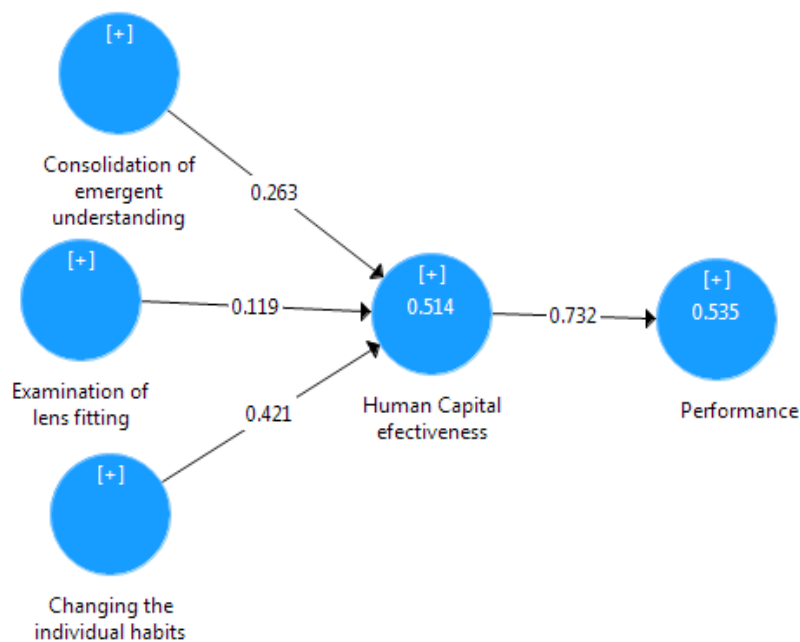 [+]
Consolidation of
emergent
understanding
0.263
[+]
Examination of
lens fitting
0.119
[+]
Changing the
individual habits
0.421
[+]
0.514
Human Capital
efectiveness
0.732
[+]
0.535
Performance